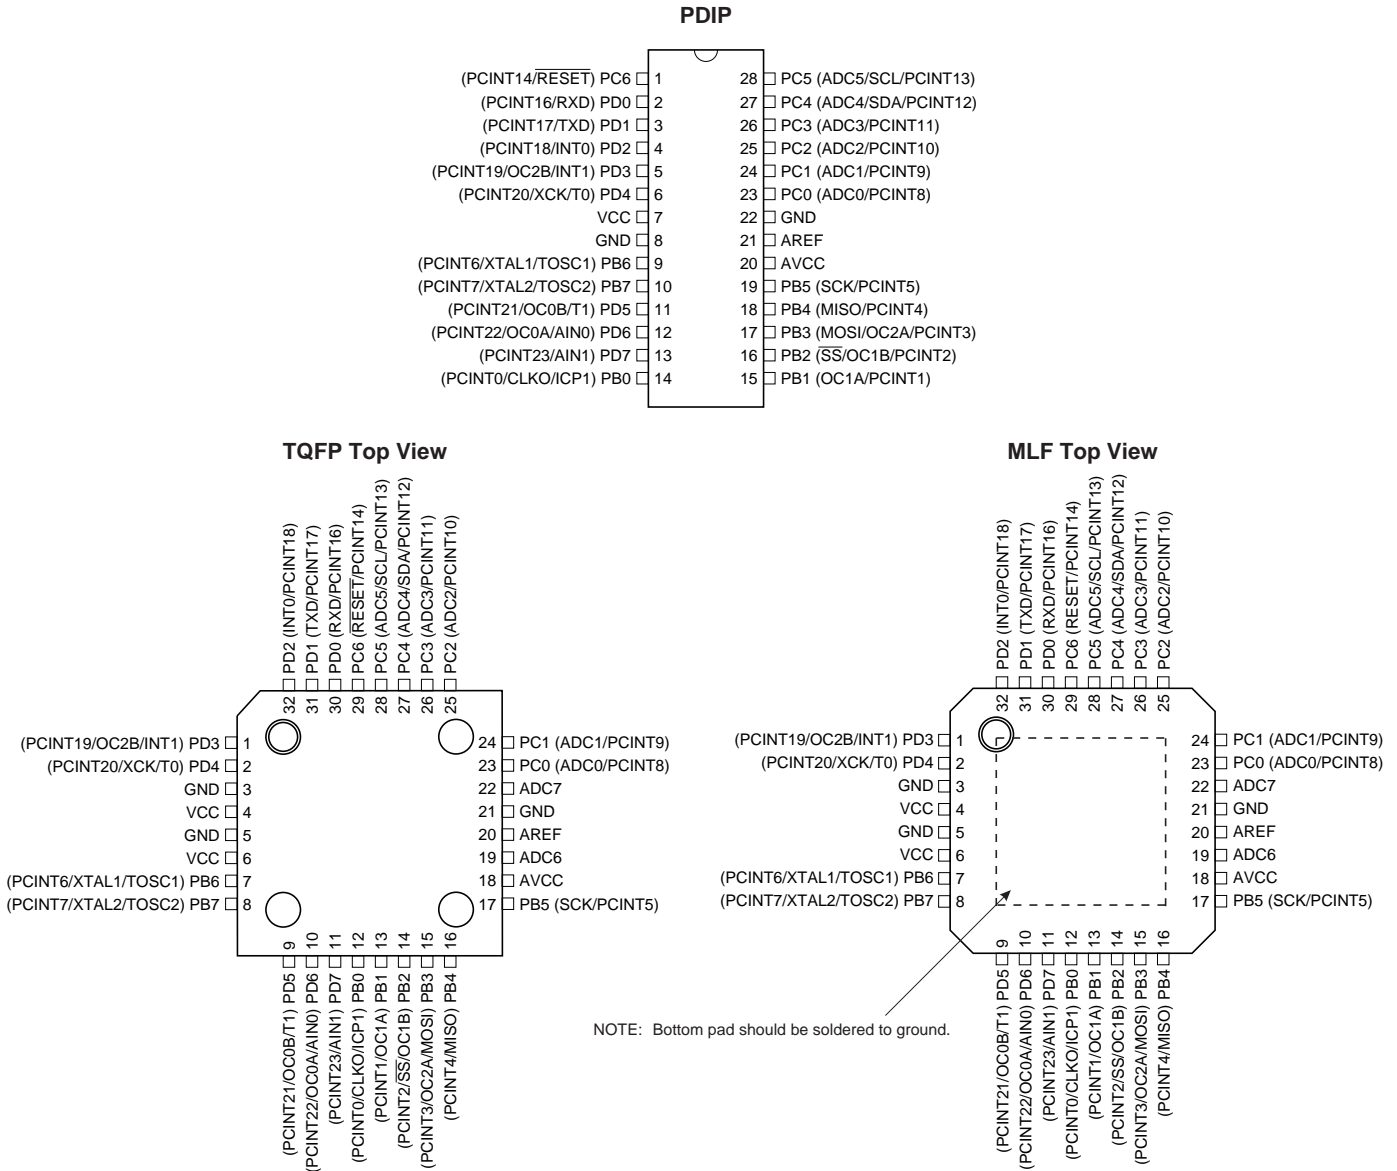 PDIP
(PCINT14/RESET) PC6 1 28 PC5 (ADC5/SCL/PCINT13)
(PCINT16/RXD) PD0 2 27 PC4 (ADC4/SDA/PCINT12)
(PCINT17/TXD) PD1 3 26 PC3 (ADC3/PCINT11)
(PCINT18/INT0) PD2 4 25 PC2 (ADC2/PCINT10)
(PCINT19/OC2B/INT1) PD3 5 24 PC1 (ADC1/PCINT9)
(PCINT20/XCK/T0) PD4 6 23 PC0 (ADC0/PCINT8)
VCC 7 22 GND
GND 8 21 AREF
(PCINT6/XTAL1/TOSC1) PB6 9 20 AVCC
(PCINT7/XTAL2/TOSC2) PB7 10 19 PB5 (SCK/PCINT5)
(PCINT21/OC0B/T1) PD5 11 18 PB4 (MISO/PCINT4)
(PCINT22/OC0A/AIN0) PD6 12 17 PB3 (MOSI/OC2A/PCINT3)
(PCINT23/AIN1) PD7 13 16 PB2 (SS/OC1B/PCINT2)
(PCINT0/CLKO/ICP1) PB0 14 15 PB1 (OC1A/PCINT1)
TQFP Top View
32 PD2 (INT0/PCINT18)
31 PD1 (TXD/PCINT17)
30 PD0 (RXD/PCINT16)
29 PC6 (RESET/PCINT14)
28 PC5 (ADC5/SCL/PCINT13)
27 PC4 (ADC4/SDA/PCINT12)
26 PC3 (ADC3/PCINT11)
25 PC2 (ADC2/PCINT10)
(PCINT19/OC2B/INT1) PD3 1 24 PC1 (ADC1/PCINT9)
(PCINT20/XCK/T0) PD4 2 23 PC0 (ADC0/PCINT8)
GND 3 22 ADC7
VCC 4 21 GND
GND 5 20 AREF
VCC 6 19 ADC6
(PCINT6/XTAL1/TOSC1) PB6 7 18 AVCC
(PCINT7/XTAL2/TOSC2) PB7 8 17 PB5 (SCK/PCINT5)
(PCINT21/OC0B/T1) PD5 9
(PCINT22/OC0A/AIN0) PD6 10
(PCINT23/AIN1) PD7 11
(PCINT0/CLKO/ICP1) PB0 12
(PCINT1/OC1A) PB1 13
(PCINT2/SS/OC1B) PB2 14
(PCINT3/OC2A/MOSI) PB3 15
(PCINT4/MISO) PB4 16
MLF Top View
32 PD2 (INT0/PCINT18)
31 PD1 (TXD/PCINT17)
30 PD0 (RXD/PCINT16)
29 PC6 (RESET/PCINT14)
28 PC5 (ADC5/SCL/PCINT13)
27 PC4 (ADC4/SDA/PCINT12)
26 PC3 (ADC3/PCINT11)
25 PC2 (ADC2/PCINT10)
(PCINT19/OC2B/INT1) PD3 1 24 PC1 (ADC1/PCINT9)
(PCINT20/XCK/T0) PD4 2 23 PC0 (ADC0/PCINT8)
GND 3 22 ADC7
VCC 4 21 GND
GND 5 20 AREF
VCC 6 19 ADC6
(PCINT6/XTAL1/TOSC1) PB6 7 18 AVCC
(PCINT7/XTAL2/TOSC2) PB7 8 17 PB5 (SCK/PCINT5)
(PCINT21/OC0B/T1) PD5 9
(PCINT22/OC0A/AIN0) PD6 10
(PCINT23/AIN1) PD7 11
(PCINT0/CLKO/ICP1) PB0 12
(PCINT1/OC1A) PB1 13
(PCINT2/SS/OC1B) PB2 14
(PCINT3/OC2A/MOSI) PB3 15
(PCINT4/MISO) PB4 16
NOTE: Bottom pad should be soldered to ground.